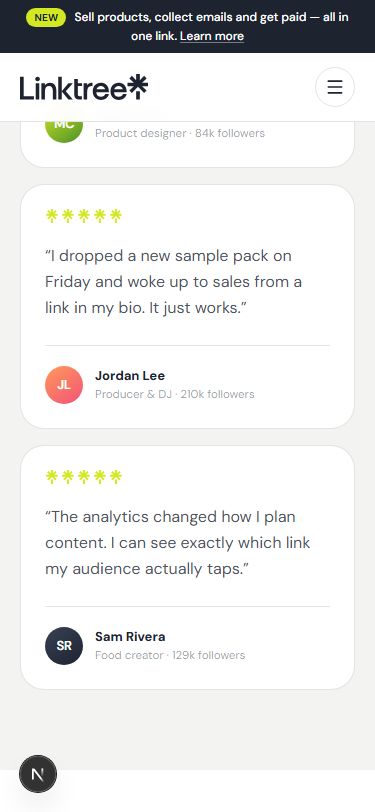 NEW Sell products, collect emails and get paid — all in
one link. Learn more
Linktree
MC
Product designer · 84k followers
“I dropped a new sample pack on
Friday and woke up to sales from a
link in my bio. It just works.”
JL
Jordan Lee
Producer & DJ · 210k followers
“The analytics changed how I plan
content. I can see exactly which link
my audience actually taps.”
SR
Sam Rivera
Food creator · 129k followers
N